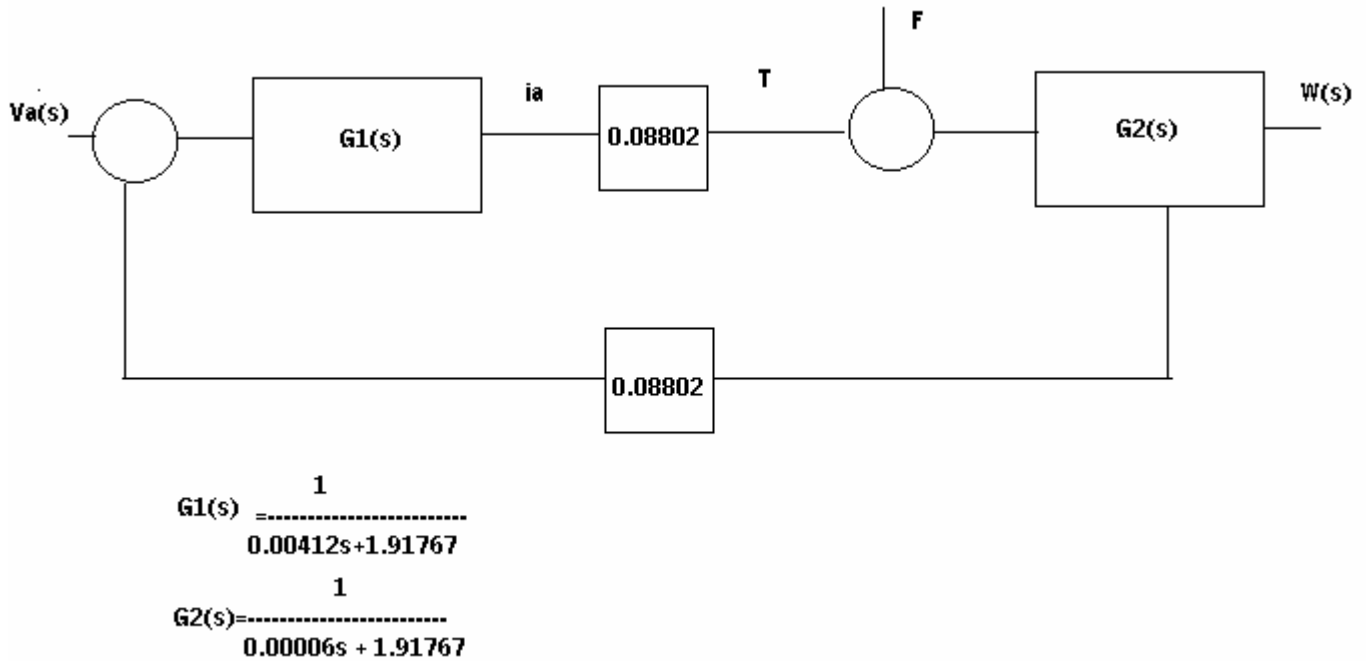 F
Va(s)
G1(s)
ia
0.08802
T
G2(s)
W(s)
0.08802
1
G1(s) =-------------------------
0.00412s+1.91767
1
G2(s)=-------------------------
0.00006s + 1.91767